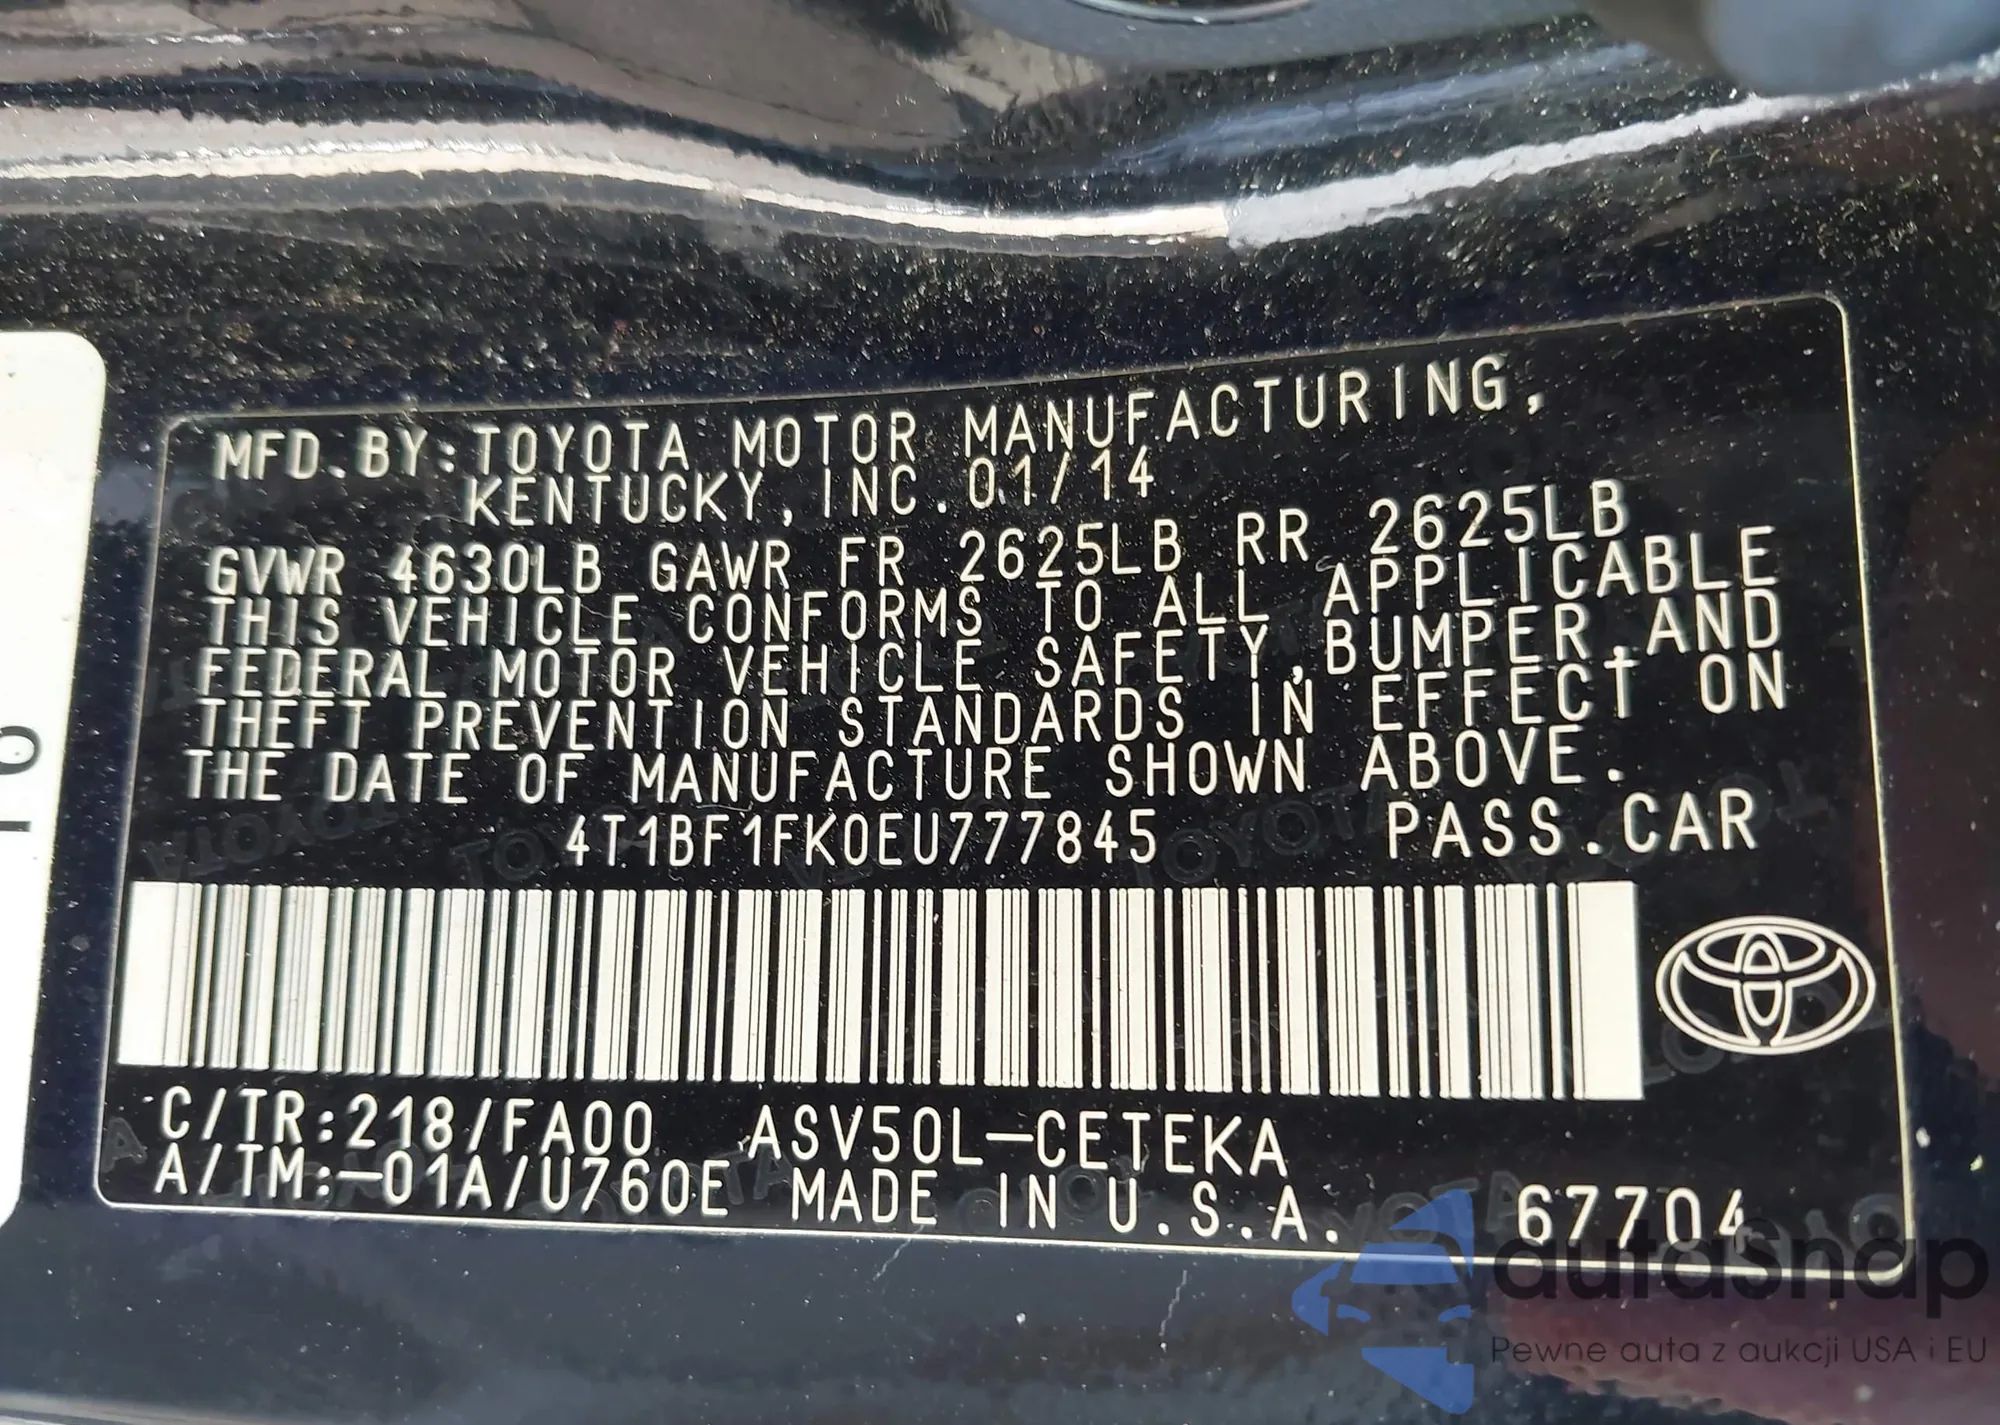 MFD.BY:TOYOTA MOTOR MANUFACTURING,
KENTUCKY, INC.01/14
GVWR 4630LB GAWR FR 2625LB RR 2625LB
THIS VEHICLE CONFORMS TO ALL APPLICABLE
FEDERAL MOTOR VEHICLE SAFETY,BUMPER,AND
THEFT PREVENTION STANDARDS IN EFFECT ON
THE DATE OF MANUFACTURE SHOWN ABOVE.
4T1BF1FK0EU777845 PASS.CAR
C/TR:218/FA00 ASV50L-CETEKA
A/TM:-01A/U760E MADE IN U.S.A. 67704
autasnap
Pewne auta z aukcji USA i EU